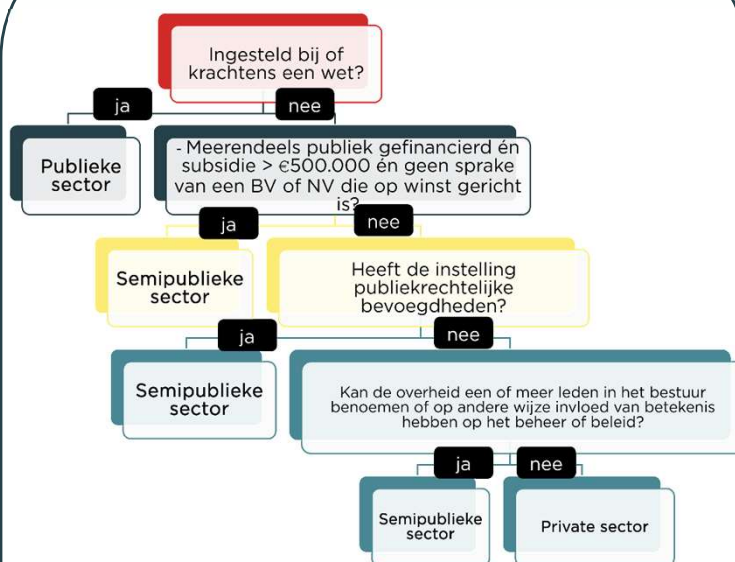 Ingesteld bij of
krachtens een wet?
ja
nee
Publieke
sector
- Meerendeels publiek gefinancierd én
subsidie > €500.000 én geen sprake
van een BV of NV die op winst gericht
is?
ja
nee
Semipublieke
sector
Heeft de instelling
publiekrechtelijke
bevoegdheden?
ja
nee
Semipublieke
sector
Kan de overheid een of meer leden in het bestuur
benoemen of op andere wijze invloed van betekenis
hebben op het beheer of beleid?
ja
nee
Semipublieke
sector
Private sector